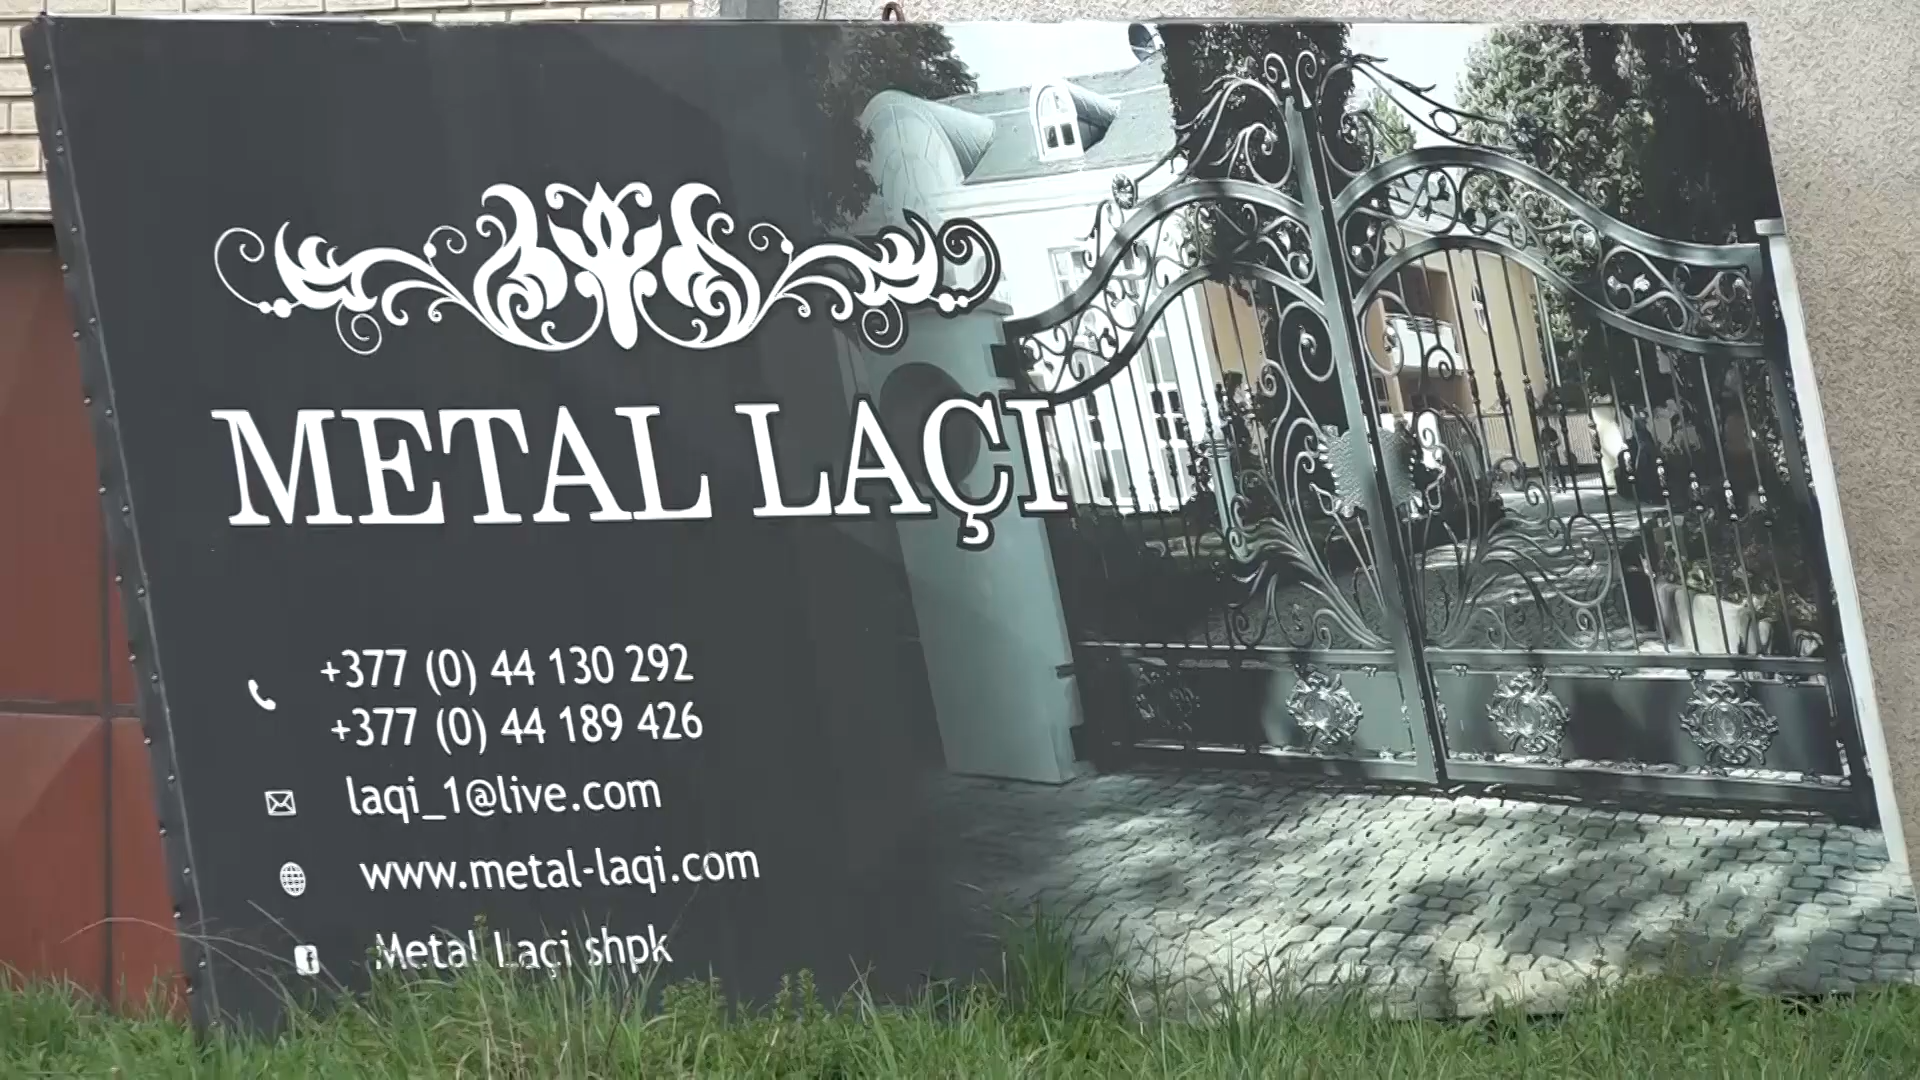 METAL LAÇI
+377 (0) 44 130 292
+377 (0) 44 189 426
laqi_1@live.com
www.metal-laqi.com
Metal Laçi shpk